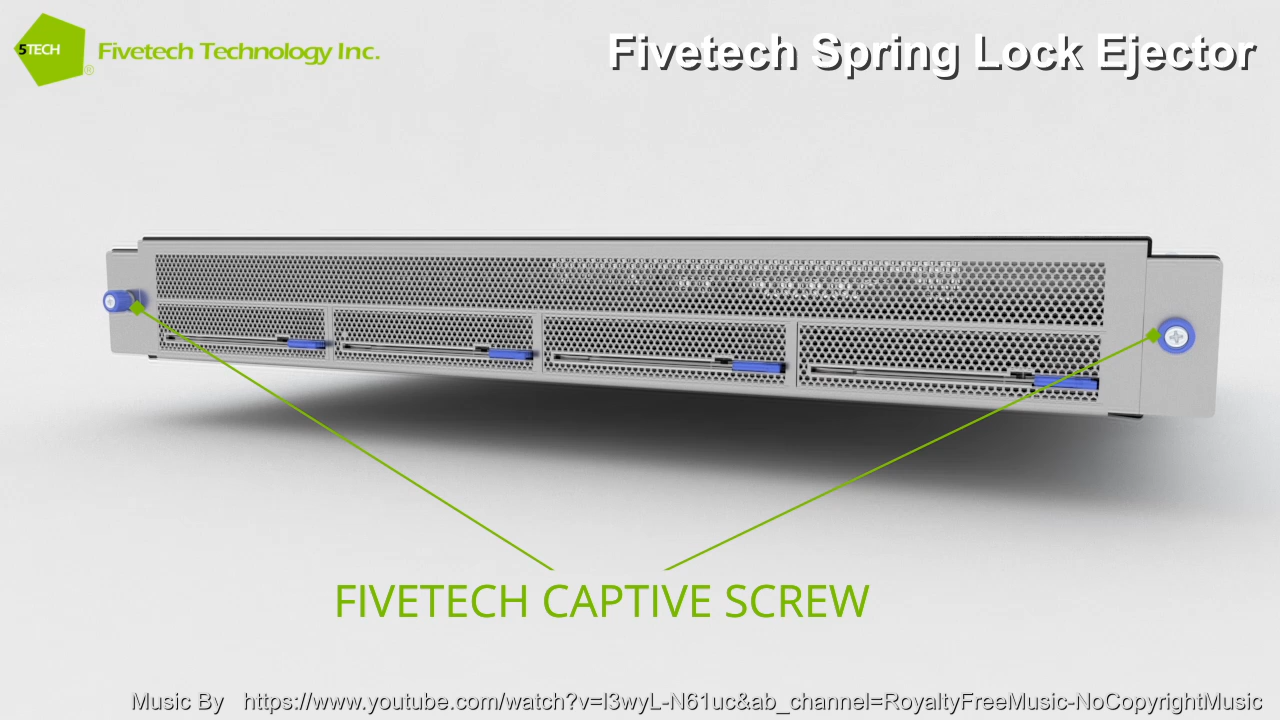 5TECH
®
Fivetech Technology Inc.
Fivetech Spring Lock Ejector
FIVETECH CAPTIVE SCREW
Music By https://www.youtube.com/watch?v=l3wyL-N61uc&ab_channel=RoyaltyFreeMusic-NoCopyrightMusic